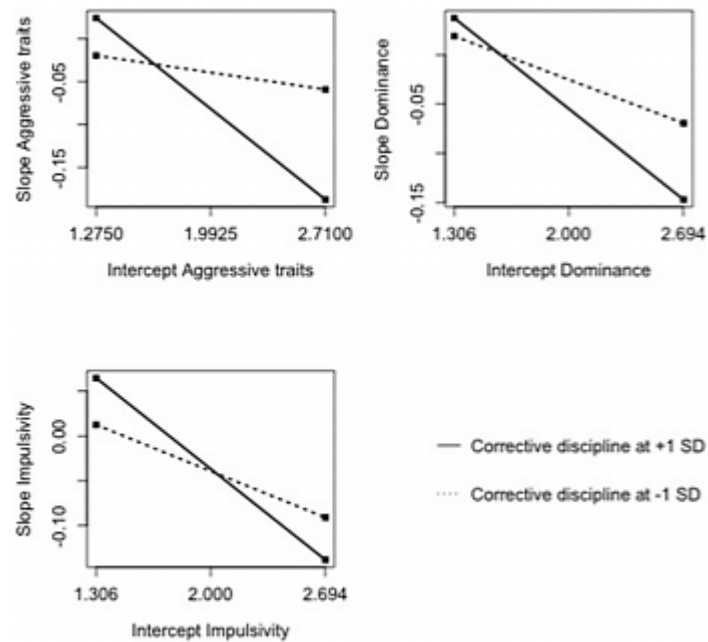 Slope Aggressive traits
-0.05
-0.15
1.2750 1.9925 2.7100
Intercept Aggressive traits
Slope Dominance
-0.05
-0.15
1.306 2.000 2.694
Intercept Dominance
Slope Impulsivity
0.00
-0.10
1.306 2.000 2.694
Intercept Impulsivity
Corrective discipline at +1 SD
Corrective discipline at -1 SD